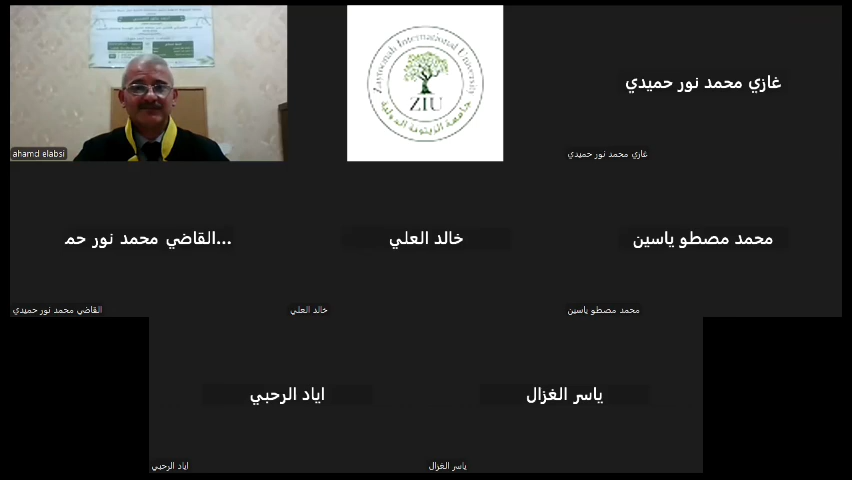 ahamd elabsi
Zaytoonah International University
ZIU
جامعة الزيتونة الدولية
غازي محمد نور حميدي
غازي محمد نور حميدي
القاضي محمد نور حمـ...
خالد العلي
محمد مصطو ياسين
القاضي محمد نور حميدي
خالد العلي
محمد مصطو ياسين
اياد الرحبي
ياسر الغزال
اياد الرحبي
ياسر الغزال